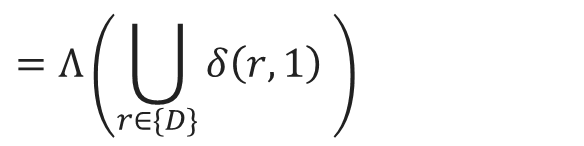 = Λ(⋃_{r∈{D}} δ(r, 1))